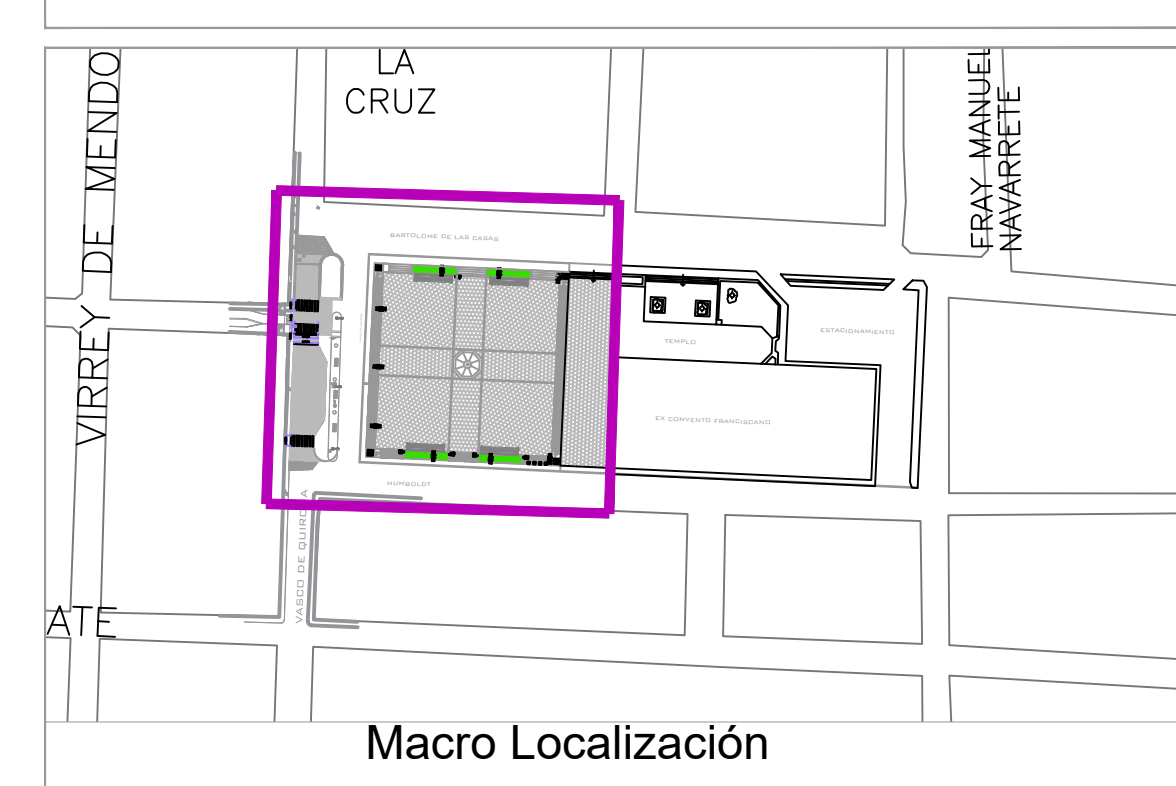 LA
CRUZ
VIRREY DE MENDO
FRAY MANUEL
NAVARRETE
BARTOLOME DE LAS CASAS
ESTACIONAMIENTO
TEMPLO
EX CONVENTO FRANCISCANO
HUMBOLDT
VASCO DE QUIROGA
ATE
Macro Localización